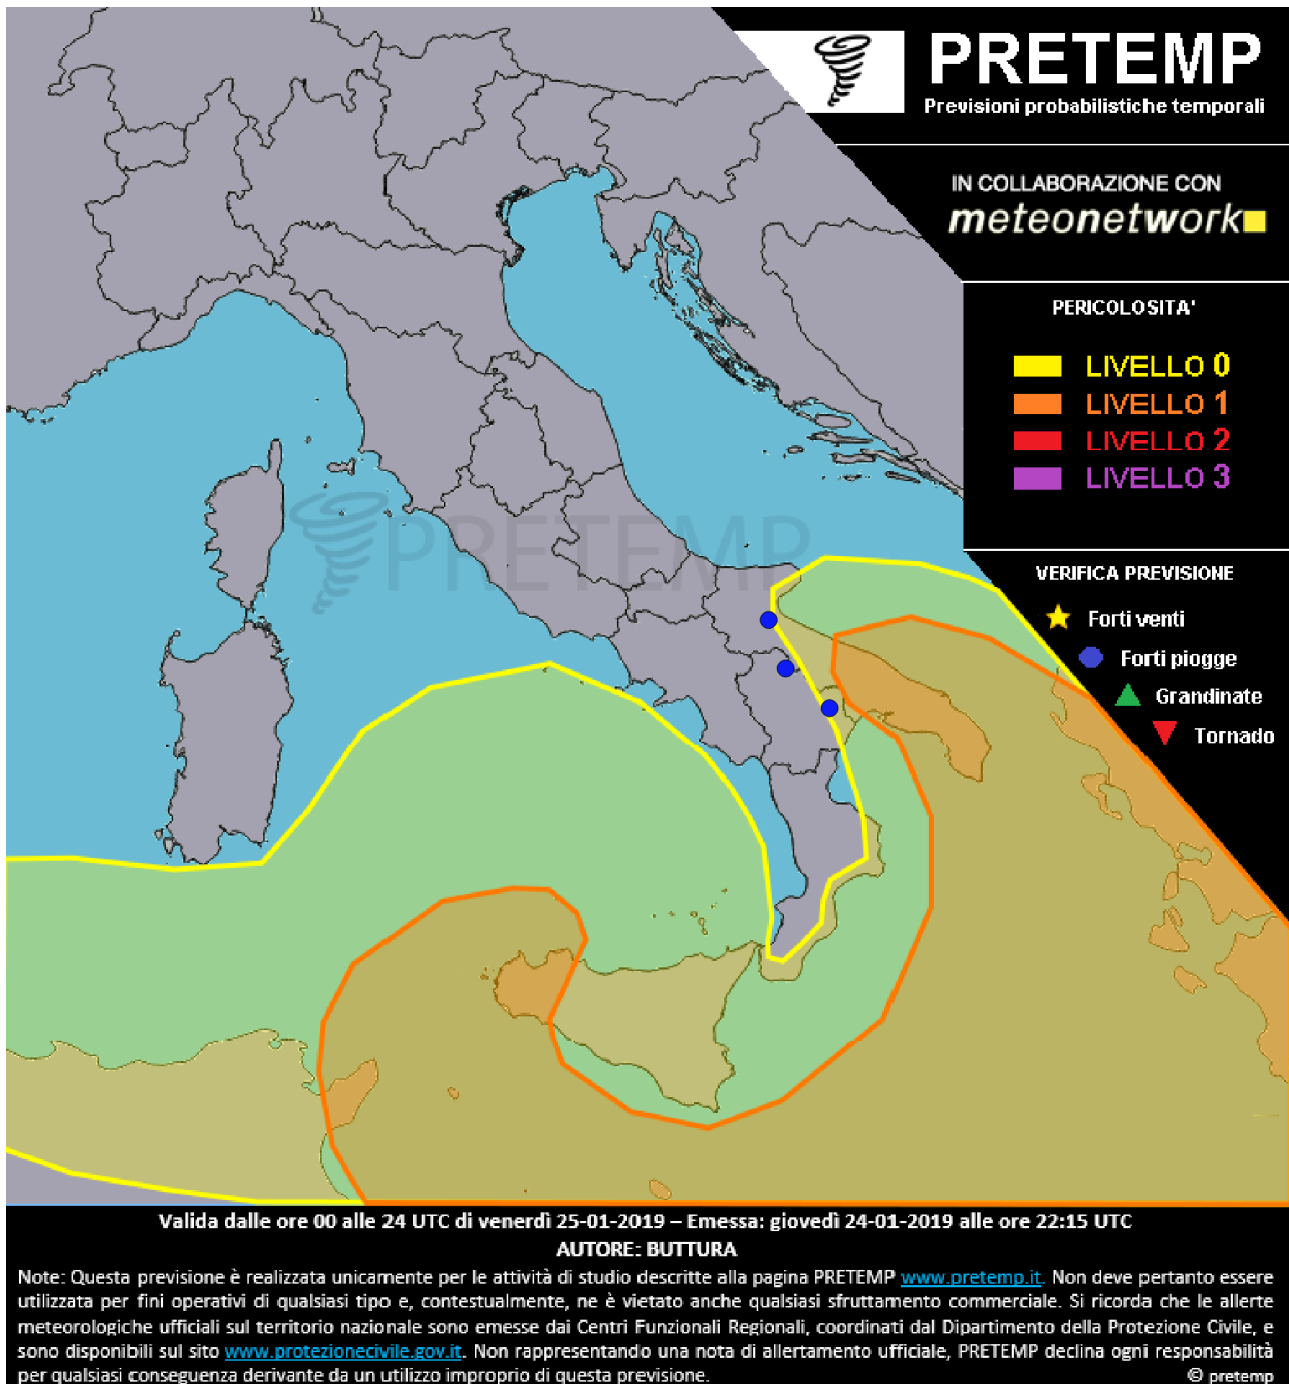 PRETEMP
Previsioni probabilistiche temporali
IN COLLABORAZIONE CON
meteonetwork
PERICOLOSITA'
LIVELLO 0
LIVELLO 1
LIVELLO 2
LIVELLO 3
PRETEMP
VERIFICA PREVISIONE
Forti venti
Forti piogge
Grandinate
Tornado
Valida dalle ore 00 alle 24 UTC di venerdì 25-01-2019 – Emessa: giovedì 24-01-2019 alle ore 22:15 UTC
AUTORE: BUTTURA
Note: Questa previsione è realizzata unicamente per le attività di studio descritte alla pagina PRETEMP www.pretemp.it. Non deve pertanto essere
utilizzata per fini operativi di qualsiasi tipo e, contestualmente, ne è vietato anche qualsiasi sfruttamento commerciale. Si ricorda che le allerte
meteorologiche ufficiali sul territorio nazionale sono emesse dai Centri Funzionali Regionali, coordinati dal Dipartimento della Protezione Civile, e
sono disponibili sul sito www.protezionecivile.gov.it. Non rappresentando una nota di allertamento ufficiale, PRETEMP declina ogni responsabilità
per qualsiasi conseguenza derivante da un utilizzo improprio di questa previsione.
© pretemp